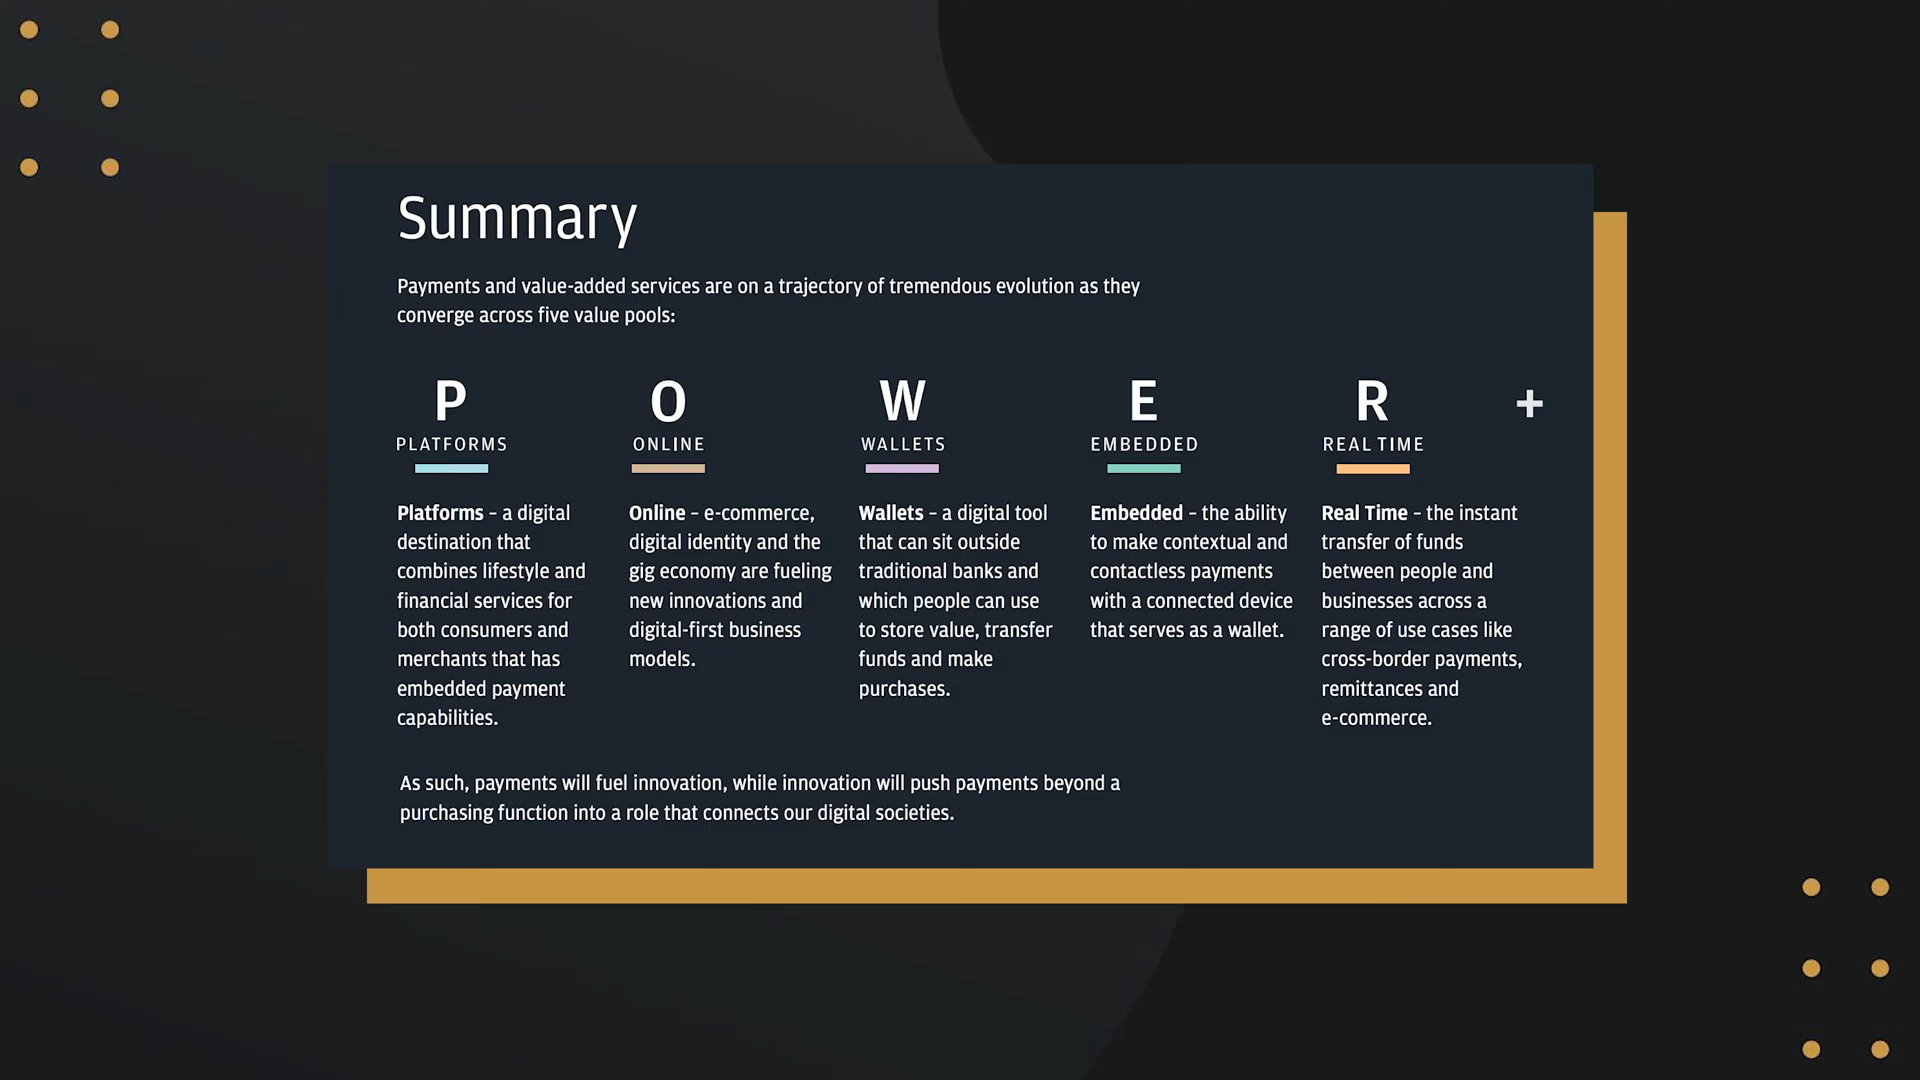 Summary
Payments and value-added services are on a trajectory of tremendous evolution as they
converge across five value pools:
P
PLATFORMS
Platforms – a digital
destination that
combines lifestyle and
financial services for
both consumers and
merchants that has
embedded payment
capabilities.
O
ONLINE
Online – e-commerce,
digital identity and the
gig economy are fueling
new innovations and
digital-first business
models.
W
WALLETS
Wallets – a digital tool
that can sit outside
traditional banks and
which people can use
to store value, transfer
funds and make
purchases.
E
EMBEDDED
Embedded – the ability
to make contextual and
contactless payments
with a connected device
that serves as a wallet.
R
REAL TIME
Real Time – the instant
transfer of funds
between people and
businesses across a
range of use cases like
cross-border payments,
remittances and
e-commerce.
+
As such, payments will fuel innovation, while innovation will push payments beyond a
purchasing function into a role that connects our digital societies.